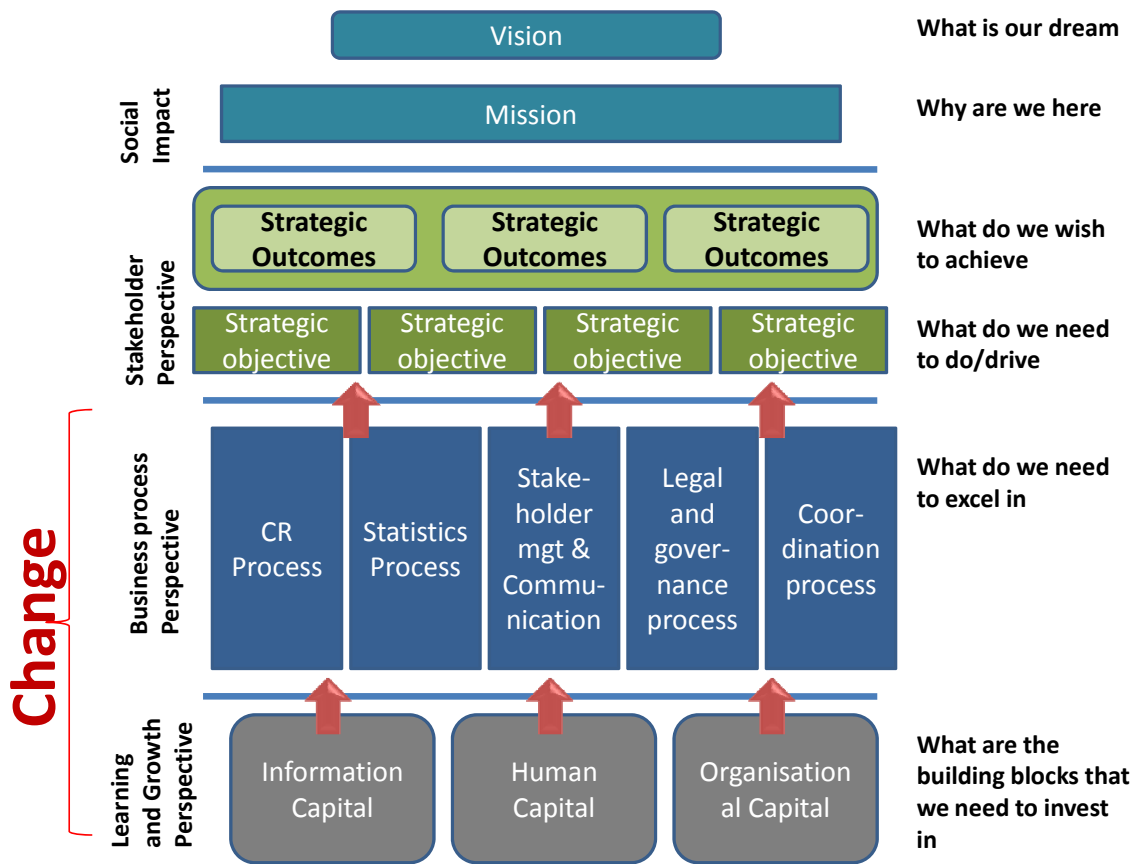 Vision
What is our dream
Social
Impact
Mission
Why are we here
Stakeholder
Perspective
Strategic
Outcomes
Strategic
Outcomes
Strategic
Outcomes
What do we wish
to achieve
Strategic
objective
Strategic
objective
Strategic
objective
Strategic
objective
What do we need
to do/drive
Change
Business process
Perspective
CR
Process
Statistics
Process
Stake-
holder
mgt &
Commu-
nication
Legal
and
gover-
nance
process
Coor-
dination
process
What do we need
to excel in
Learning
and Growth
Perspective
Information
Capital
Human
Capital
Organisation
al Capital
What are the
building blocks that
we need to invest
in